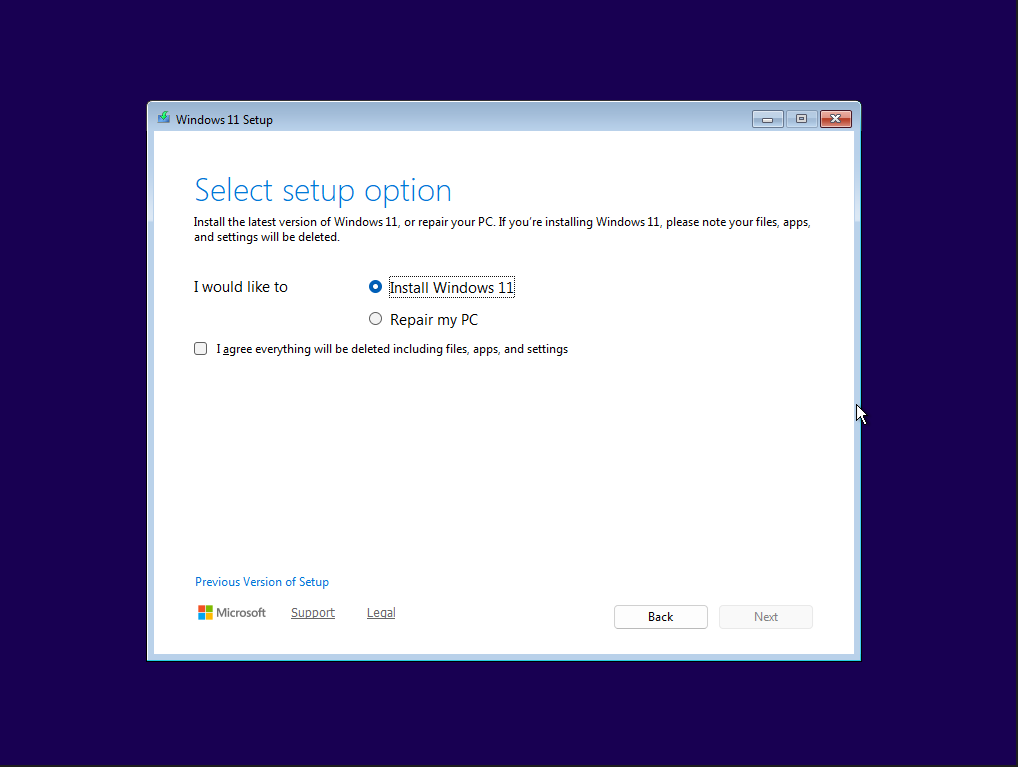 Windows 11 Setup
Select setup option
Install the latest version of Windows 11, or repair your PC. If you're installing Windows 11, please note your files, apps,
and settings will be deleted.
I would like to
Install Windows 11
Repair my PC
I agree everything will be deleted including files, apps, and settings
Previous Version of Setup
Microsoft Support Legal
Back Next